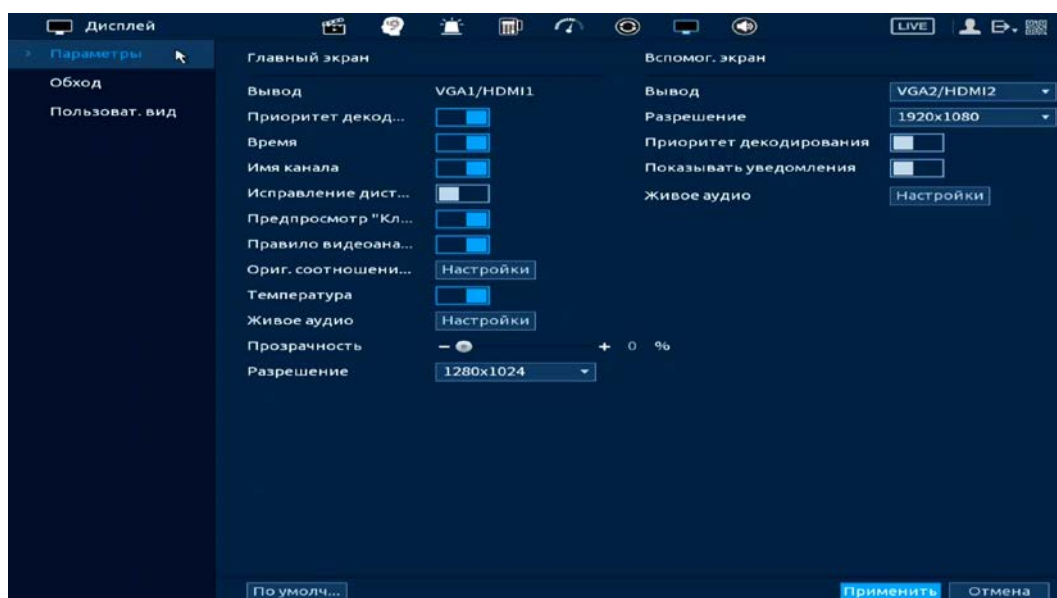 Дисплей
LIVE
Параметры
Обход
Пользоват. вид
Главный экран
Вывод VGA1/HDMI1
Приоритет декод...
Время
Имя канала
Исправление дист...
Предпросмотр "Кл...
Правило видеоана...
Ориг. соотношени... Настройки
Температура
Живое аудио Настройки
Прозрачность − + 0 %
Разрешение 1280x1024
Вспомог. экран
Вывод VGA2/HDMI2
Разрешение 1920x1080
Приоритет декодирования
Показывать уведомления
Живое аудио Настройки
По умолч... Применить Отмена